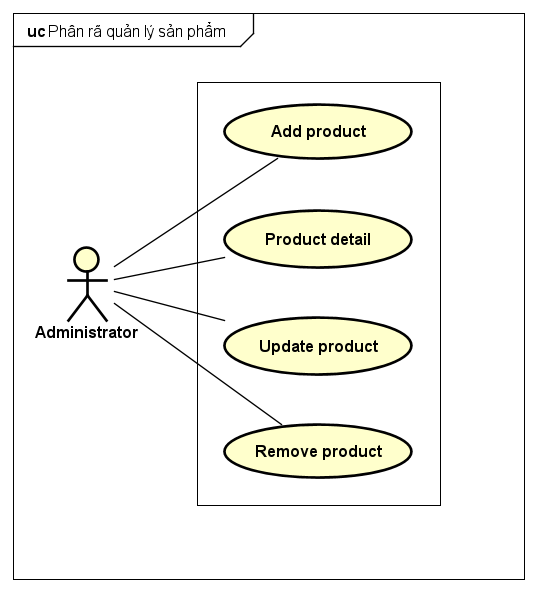 uc Phân rã quản lý sản phẩm
Add product
Product detail
Administrator
Update product
Remove product